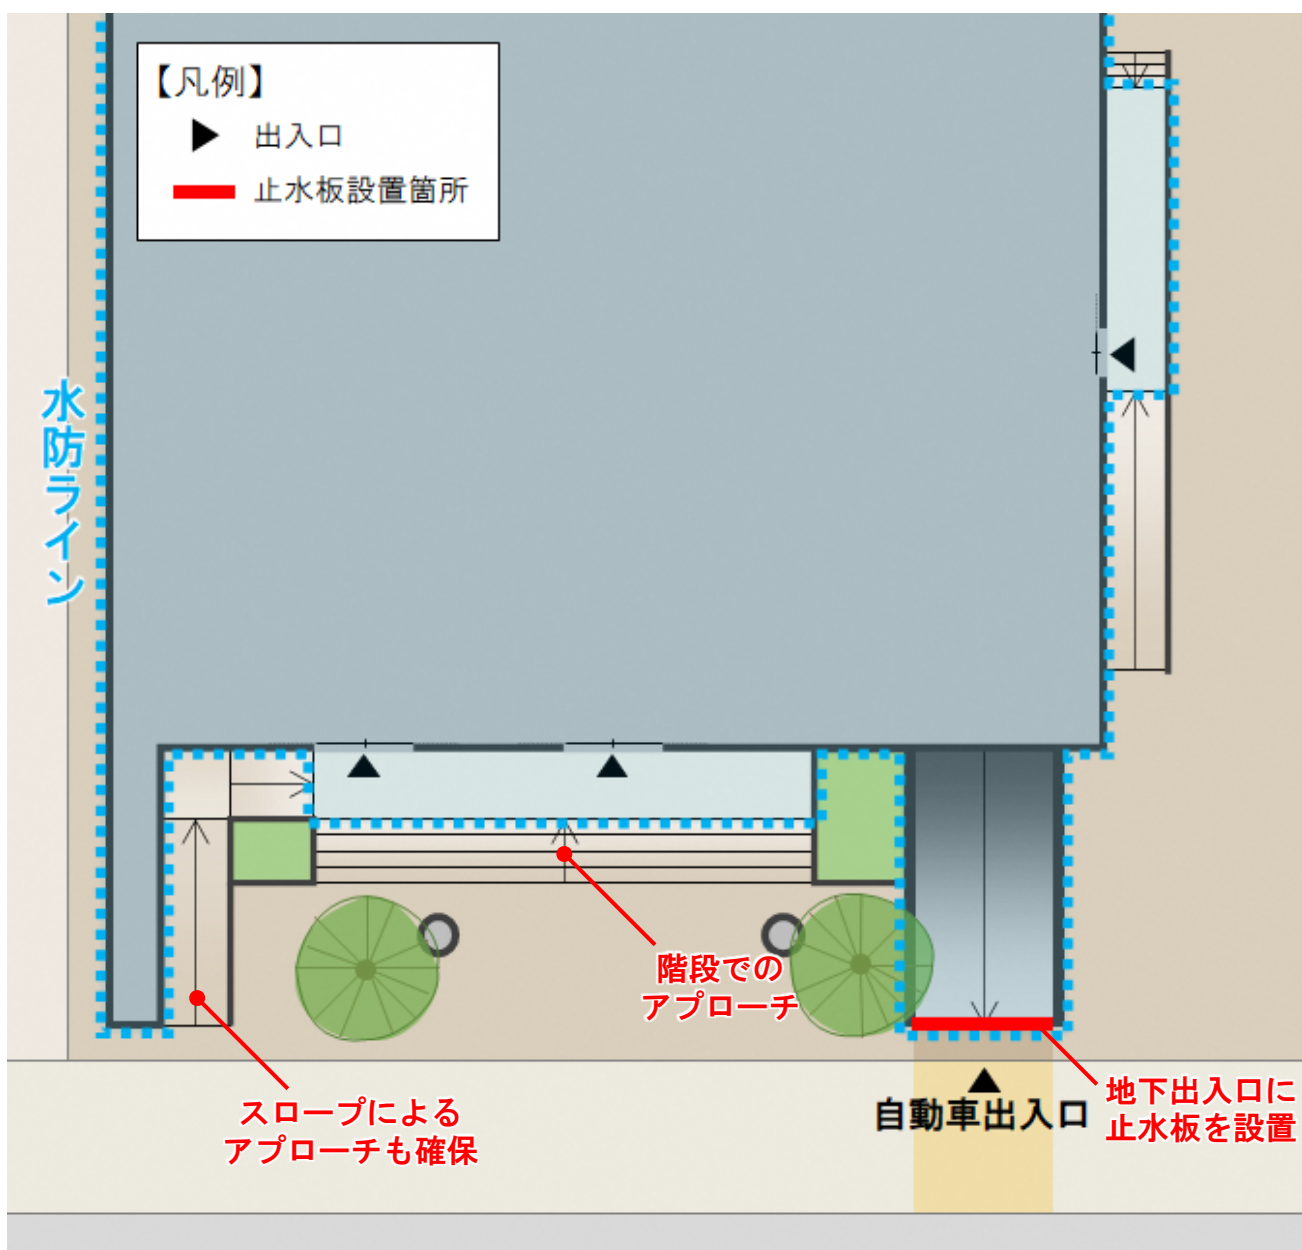 【凡例】
出入口
止水板設置箇所
水防ライン
階段での
アプローチ
スロープによる
アプローチも確保
自動車出入口
地下出入口に
止水板を設置